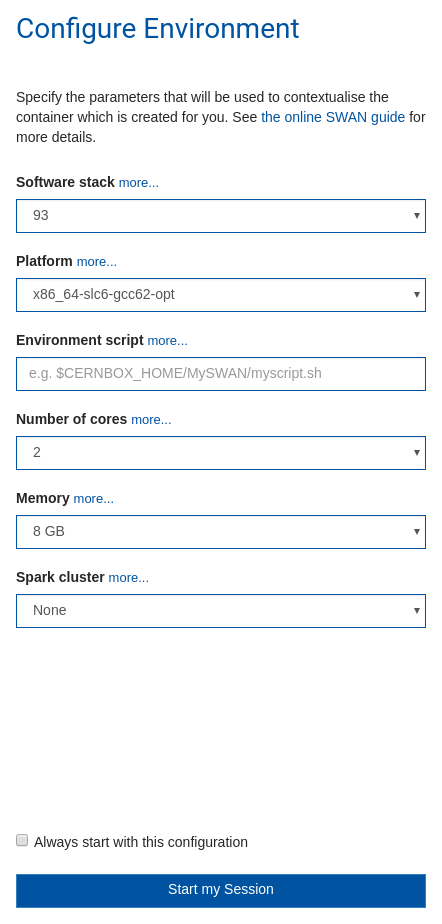 Configure Environment
Specify the parameters that will be used to contextualise the
container which is created for you. See the online SWAN guide for
more details.
Software stack more...
93
Platform more...
x86_64-slc6-gcc62-opt
Environment script more...
e.g. $CERNBOX_HOME/MySWAN/myscript.sh
Number of cores more...
2
Memory more...
8 GB
Spark cluster more...
None
Always start with this configuration
Start my Session